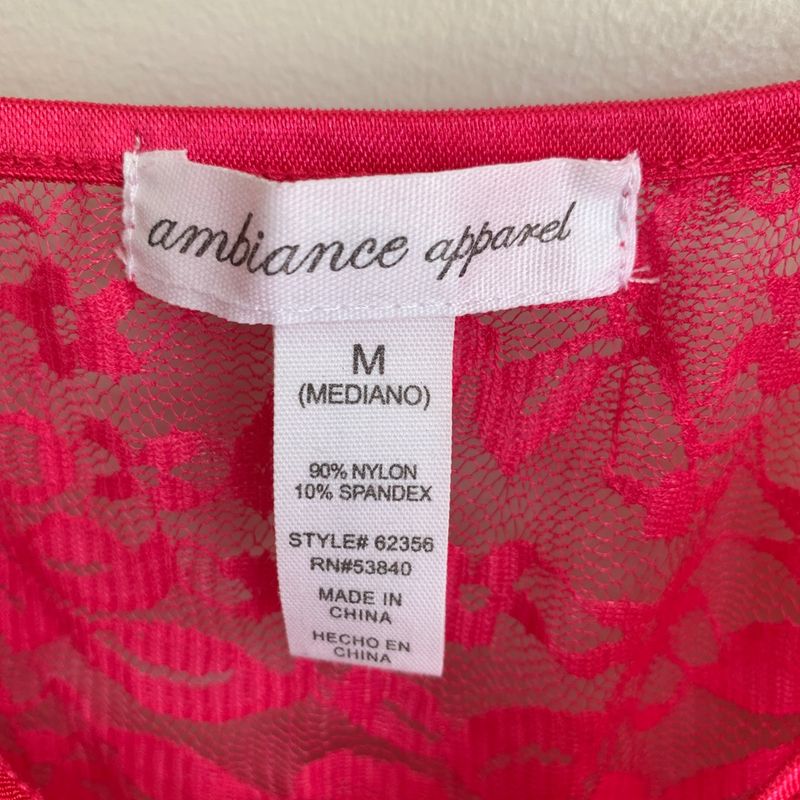 ambiance apparel
M
(MEDIANO)
90% NYLON
10% SPANDEX
STYLE# 62356
RN#53840
MADE IN
CHINA
HECHO EN
CHINA